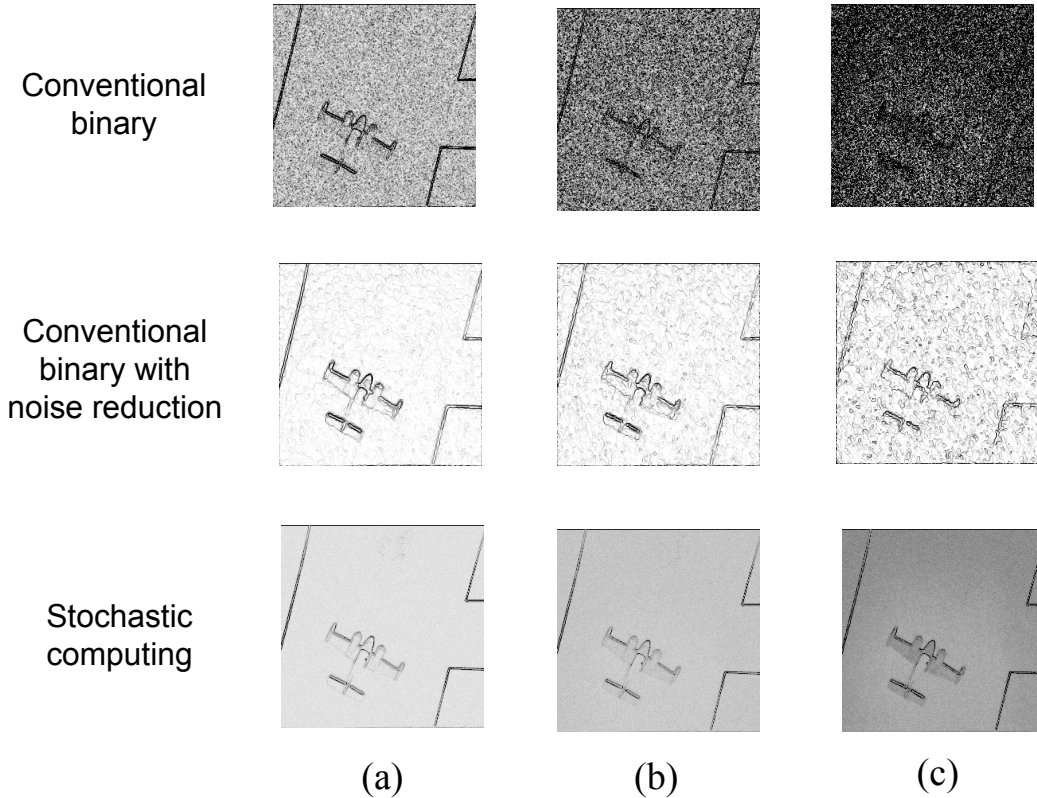 Conventional
binary
Conventional
binary with
noise reduction
Stochastic
computing
(a)
(b)
(c)